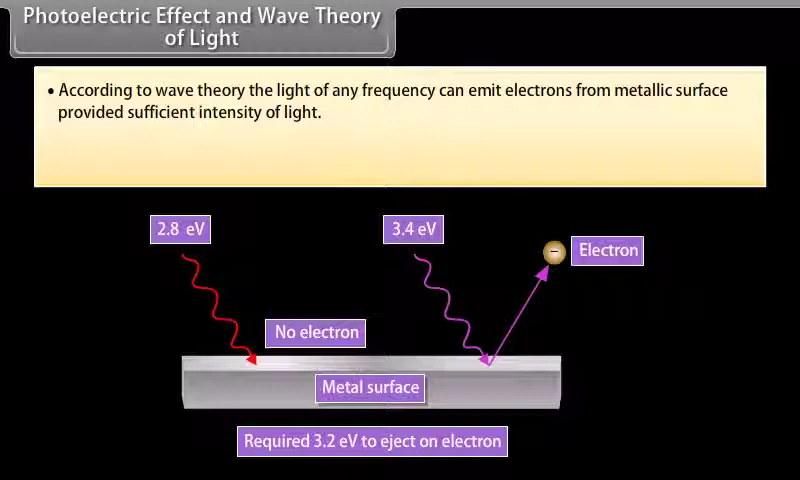 Photoelectric Effect and Wave Theory
of Light
• According to wave theory the light of any frequency can emit electrons from metallic surface
provided sufficient intensity of light.
2.8 eV
3.4 eV
−
Electron
No electron
Metal surface
Required 3.2 eV to eject on electron